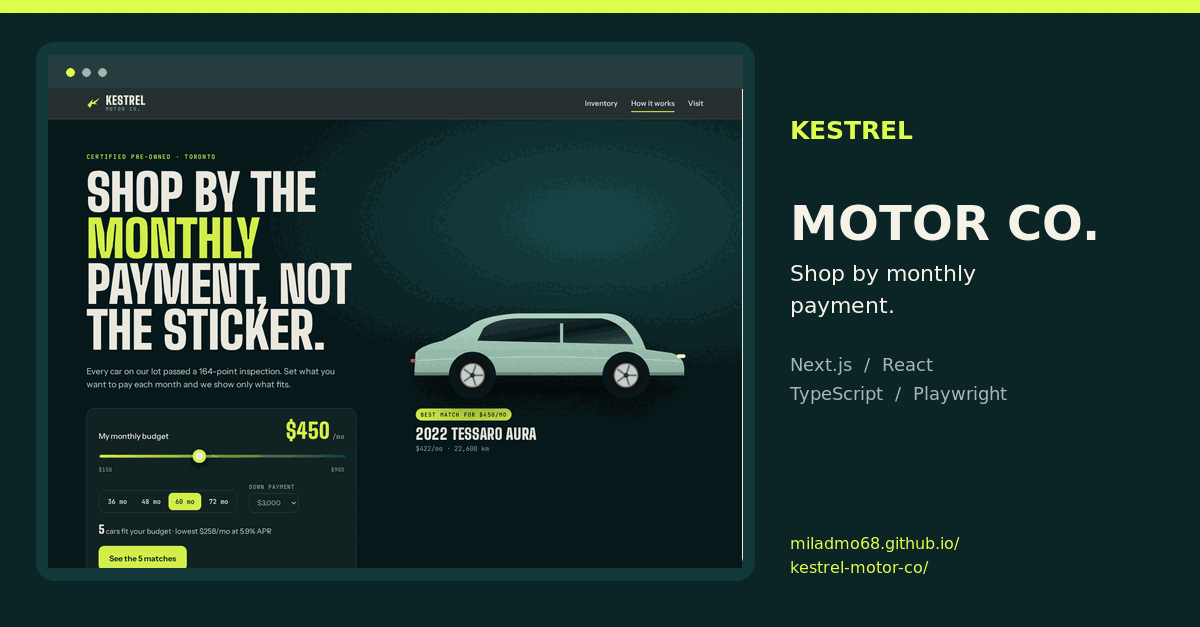 KESTREL
MOTOR CO.
Inventory
How it works
Visit
CERTIFIED PRE-OWNED · TORONTO
SHOP BY THE
MONTHLY
PAYMENT, NOT
THE STICKER.
Every car on our lot passed a 164-point inspection. Set what you
want to pay each month and we show only what fits.
My monthly budget
$450 /mo
$150
$900
DOWN PAYMENT
36 mo
48 mo
60 mo
72 mo
$3,000
5 cars fit your budget · lowest $258/mo at 5.9% APR
See the 5 matches
BEST MATCH FOR $450/MO
2022 TESSARO AURA
$422/mo · 22,600 km
KESTREL
MOTOR CO.
Shop by monthly
payment.
Next.js / React
TypeScript / Playwright
miladmo68.github.io/
kestrel-motor-co/